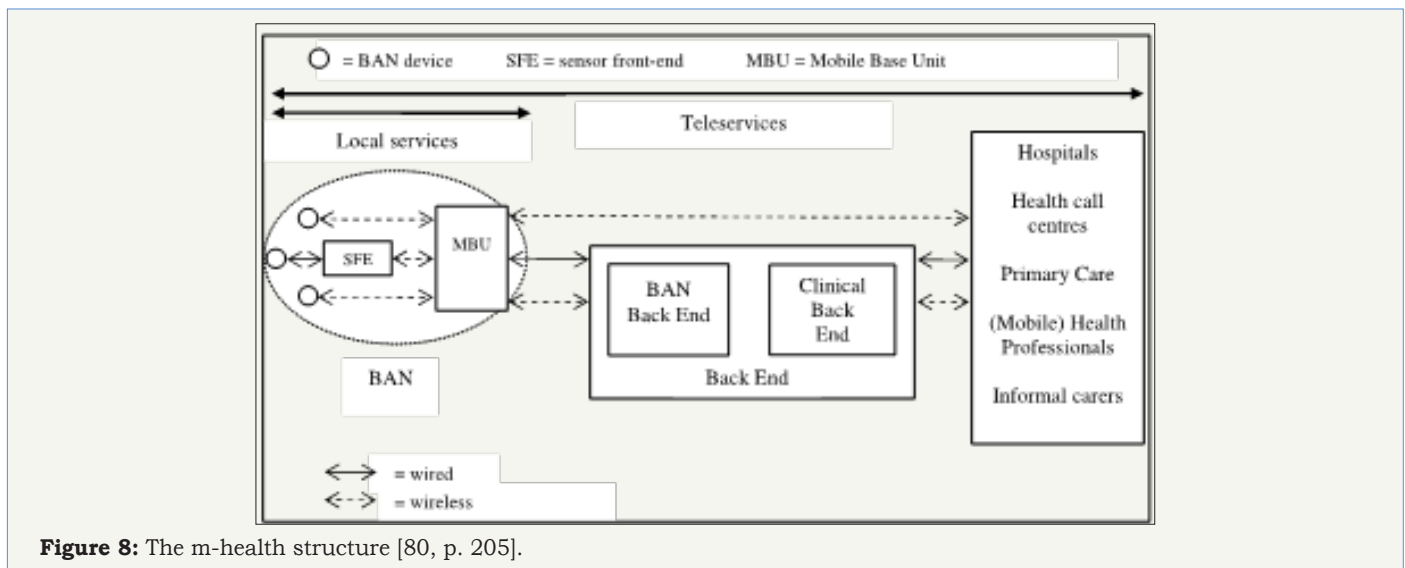 = BAN device SFE = sensor front-end MBU = Mobile Base Unit
Teleservices
Local services
Hospitals
Health call
centres
Primary Care
(Mobile) Health
Professionals
Informal carers
MBU
SFE
BAN
Back End
Clinical
Back
End
Back End
BAN
= wired
= wireless
Figure 8: The m-health structure [80, p. 205].